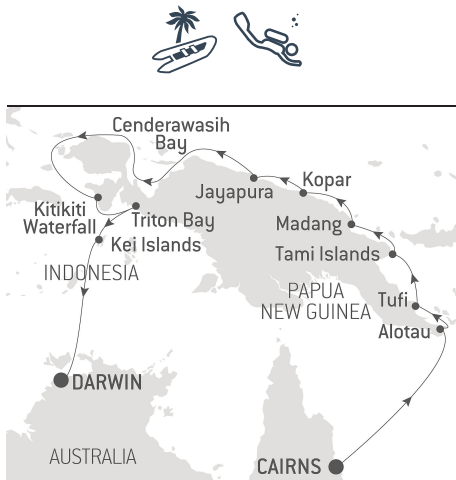 Cenderawasih
Bay
Jayapura
Kopar
Kitikiti
Waterfall
Triton Bay
Kei Islands
Madang
Tami Islands
INDONESIA
PAPUA
NEW GUINEA
Tufi
Alotau
DARWIN
AUSTRALIA
CAIRNS